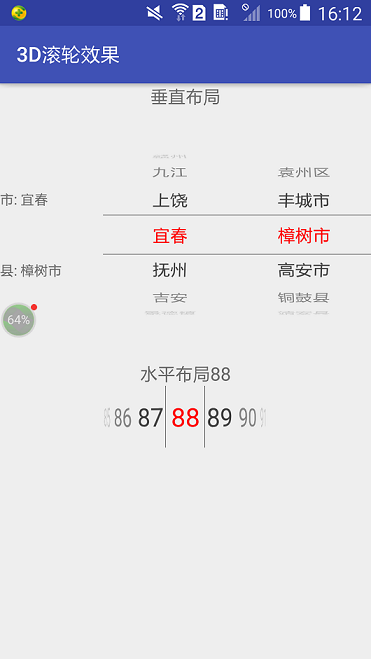 2 100% 16:12
3D滚轮效果
垂直布局
九江 袁州区
上饶 丰城市
市: 宜春
宜春 樟树市
县: 樟树市
抚州 高安市
吉安 铜鼓县
64%
水平布局88
85 86 87 88 89 90 91